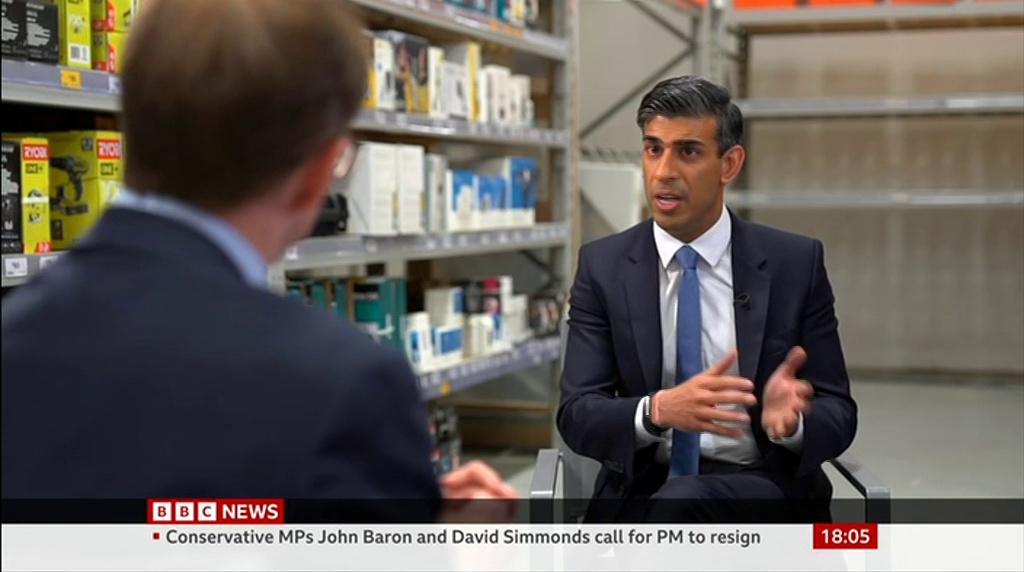 RYOBI
RYOBI
BBC NEWS
Conservative MPs John Baron and David Simmonds call for PM to resign
18:05